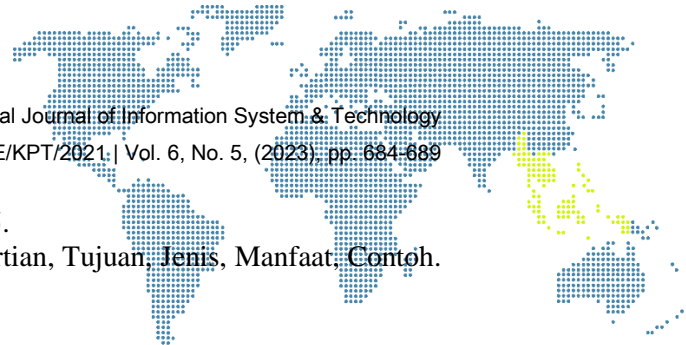 al Journal of Information System & Technology
E/KPT/2021 | Vol. 6, No. 5, (2023), pp. 684-689
rtian, Tujuan, Jenis, Manfaat, Contoh.